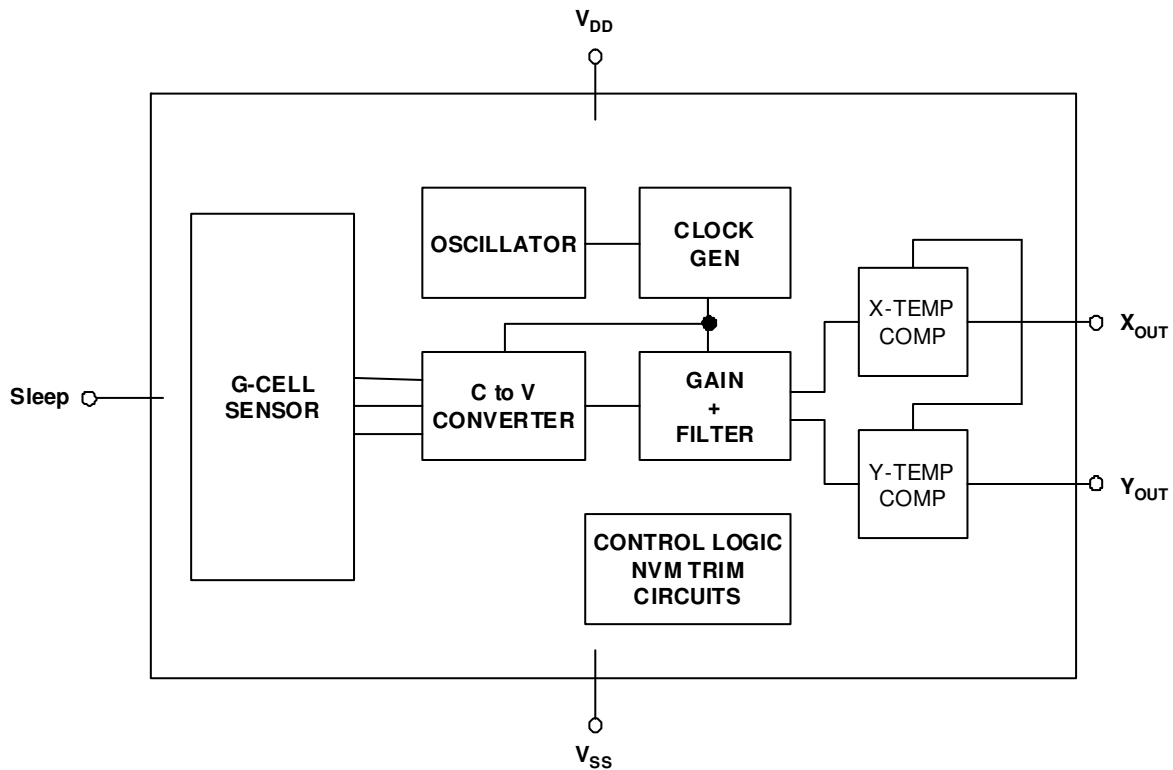 V_DD
OSCILLATOR
CLOCK
GEN
G-CELL
SENSOR
C to V
CONVERTER
GAIN
+
FILTER
X-TEMP
COMP
Y-TEMP
COMP
X_OUT
Y_OUT
Sleep
CONTROL LOGIC
NVM TRIM
CIRCUITS
V_SS